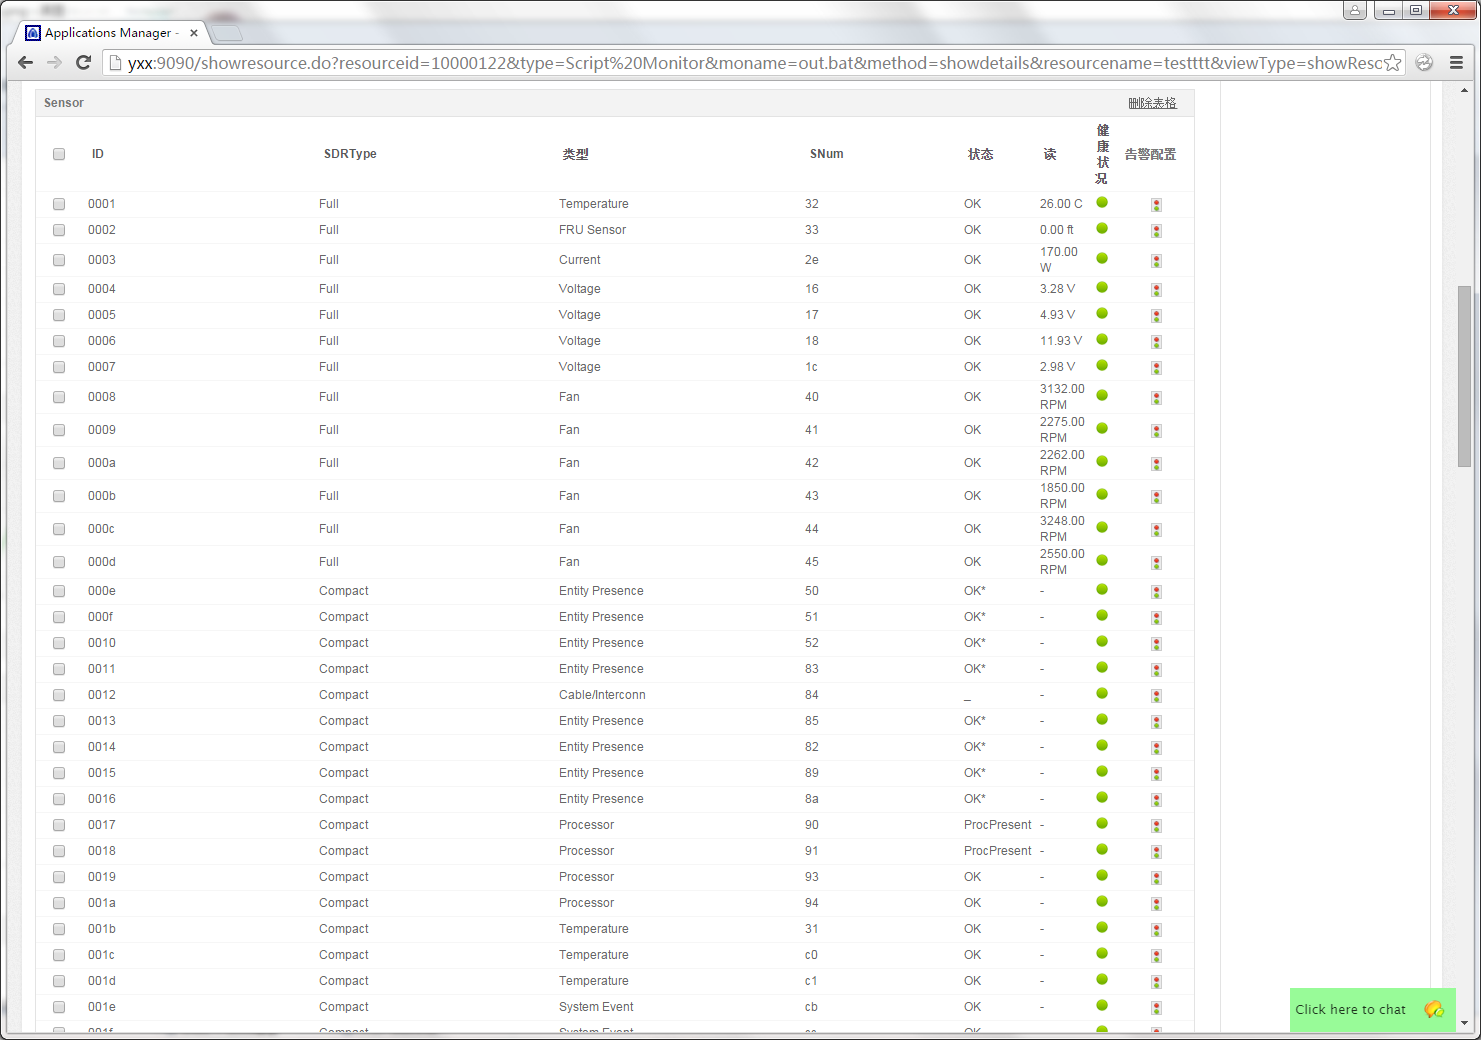 Applications Manager -
yxx:9090/showresource.do?resourceid=10000122&type=Script%20Monitor&moname=out.bat&method=showdetails&resourcename=testttt&viewType=showReso
Sensor 删除表格
ID SDRType 类型 SNum 状态 读 健康状况 告警配置
0001 Full Temperature 32 OK 26.00 C
0002 Full FRU Sensor 33 OK 0.00 ft
0003 Full Current 2e OK 170.00 W
0004 Full Voltage 16 OK 3.28 V
0005 Full Voltage 17 OK 4.93 V
0006 Full Voltage 18 OK 11.93 V
0007 Full Voltage 1c OK 2.98 V
0008 Full Fan 40 OK 3132.00 RPM
0009 Full Fan 41 OK 2275.00 RPM
000a Full Fan 42 OK 2262.00 RPM
000b Full Fan 43 OK 1850.00 RPM
000c Full Fan 44 OK 3248.00 RPM
000d Full Fan 45 OK 2550.00 RPM
000e Compact Entity Presence 50 OK* -
000f Compact Entity Presence 51 OK* -
0010 Compact Entity Presence 52 OK* -
0011 Compact Entity Presence 83 OK* -
0012 Compact Cable/Interconn 84 _ -
0013 Compact Entity Presence 85 OK* -
0014 Compact Entity Presence 82 OK* -
0015 Compact Entity Presence 89 OK* -
0016 Compact Entity Presence 8a OK* -
0017 Compact Processor 90 ProcPresent -
0018 Compact Processor 91 ProcPresent -
0019 Compact Processor 93 OK -
001a Compact Processor 94 OK -
001b Compact Temperature 31 OK -
001c Compact Temperature c0 OK -
001d Compact Temperature c1 OK -
001e Compact System Event cb OK -
Click here to chat